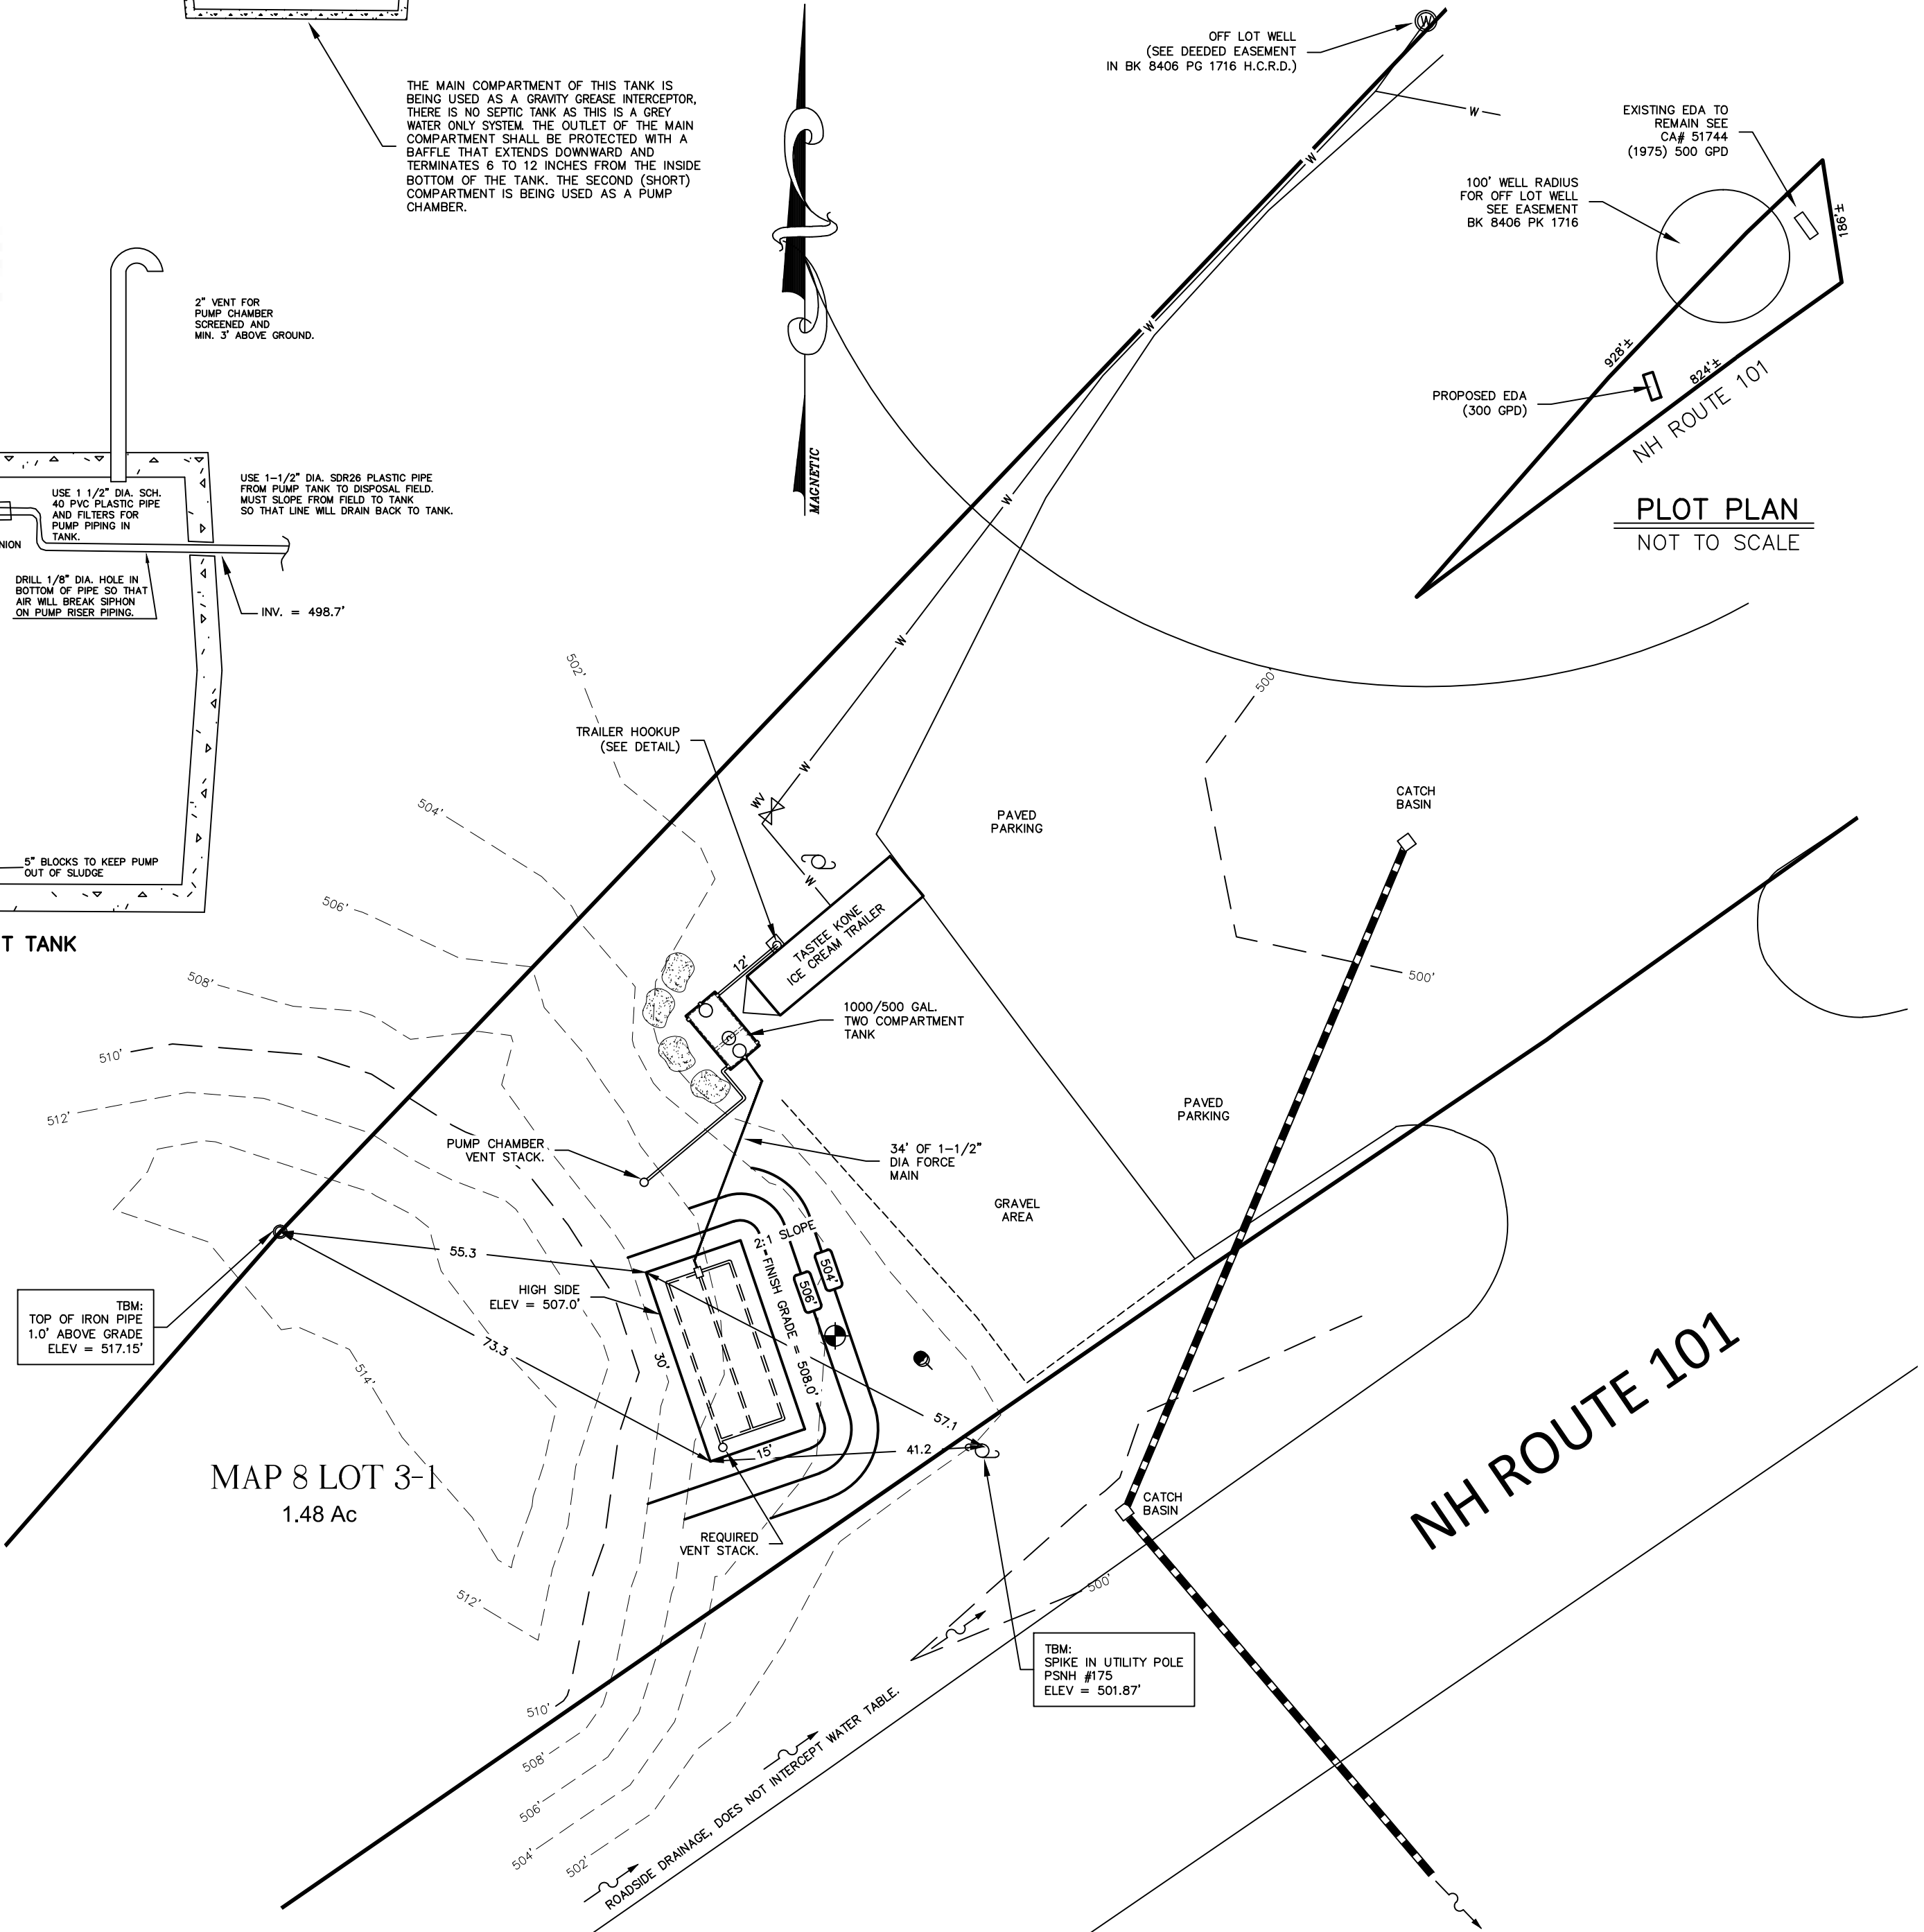 OFF LOT WELL
(SEE DEEDED EASEMENT
IN BK 8406 PG 1716 H.C.R.D.)
W
THE MAIN COMPARTMENT OF THIS TANK IS
BEING USED AS A GRAVITY GREASE INTERCEPTOR,
THERE IS NO SEPTIC TANK AS THIS IS A GREY
WATER ONLY SYSTEM. THE OUTLET OF THE MAIN
COMPARTMENT SHALL BE PROTECTED WITH A
BAFFLE THAT EXTENDS DOWNWARD AND
TERMINATES 6 TO 12 INCHES FROM THE INSIDE
BOTTOM OF THE TANK. THE SECOND (SHORT)
COMPARTMENT IS BEING USED AS A PUMP
CHAMBER.
W
W
W
W
W
W
W
EXISTING EDA TO
REMAIN SEE
CA# 51744
(1975) 500 GPD
100' WELL RADIUS
FOR OFF LOT WELL
SEE EASEMENT
BK 8406 PK 1716
186'±
928'±
824'±
NH ROUTE 101
PROPOSED EDA
(300 GPD)
PLOT PLAN
NOT TO SCALE
2" VENT FOR
PUMP CHAMBER
SCREENED AND
MIN. 3' ABOVE GROUND.
MAGNETIC
USE 1-1/2" DIA. SDR26 PLASTIC PIPE
FROM PUMP TANK TO DISPOSAL FIELD.
MUST SLOPE FROM FIELD TO TANK
SO THAT LINE WILL DRAIN BACK TO TANK.
USE 1 1/2" DIA. SCH.
40 PVC PLASTIC PIPE
AND FILTERS FOR
PUMP PIPING IN
TANK.
NION
DRILL 1/8" DIA. HOLE IN
BOTTOM OF PIPE SO THAT
AIR WILL BREAK SIPHON
ON PUMP RISER PIPING.
INV. = 498.7'
5" BLOCKS TO KEEP PUMP
OUT OF SLUDGE
T TANK
502'
504'
506'
508'
510'
512'
514'
TRAILER HOOKUP
(SEE DETAIL)
WV
500'
PAVED
PARKING
CATCH
BASIN
500'
TASTEE KONE
ICE CREAM TRAILER
12'
1000/500 GAL.
TWO COMPARTMENT
TANK
PAVED
PARKING
PUMP CHAMBER
VENT STACK.
34' OF 1-1/2"
DIA FORCE
MAIN
GRAVEL
AREA
2:1 SLOPE
504'
506'
FINISH GRADE = 508.0'
55.3
HIGH SIDE
ELEV = 507.0'
73.3
30'
15'
57.1
41.2
TBM:
TOP OF IRON PIPE
1.0' ABOVE GRADE
ELEV = 517.15'
MAP 8 LOT 3-1
1.48 Ac
REQUIRED
VENT STACK.
CATCH
BASIN
NH ROUTE 101
500'
TBM:
SPIKE IN UTILITY POLE
PSNH #175
ELEV = 501.87'
512'
510'
508'
506'
504'
502'
ROADSIDE DRAINAGE, DOES NOT INTERCEPT WATER TABLE.